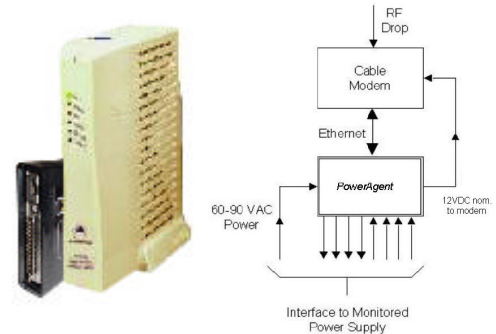 RF
Drop
Cable
Modem
Ethernet
PowerAgent
60-90 VAC
Power
12VDC nom.
to modem
Interface to Monitored
Power Supply